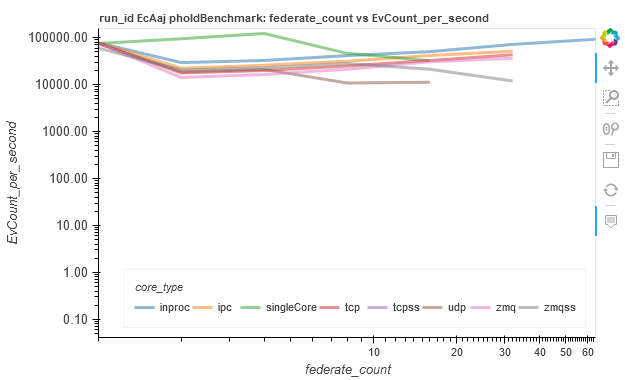 run_id EcAaj pholdBenchmark: federate_count vs EvCount_per_second
100000.00
10000.00
1000.00
100.00
10.00
1.00
0.10
EvCount_per_second
core_type
inproc ipc singleCore tcp tcpss udp zmq zmqss
10 20 30 40 50 60
federate_count